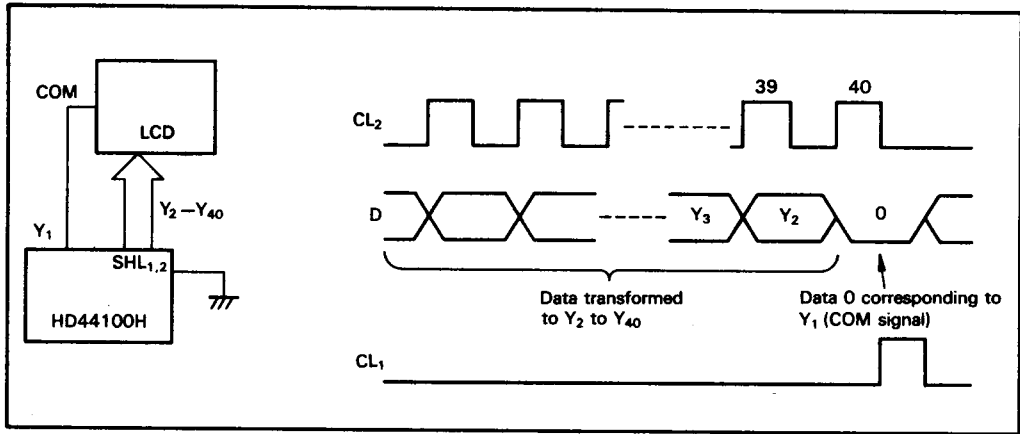 COM
LCD
Y₁
Y₂–Y₄₀
SHL₁,₂
HD44100H
39 40
CL₂
D
Y₃ Y₂ 0
Data transformed
to Y₂ to Y₄₀
Data 0 corresponding to
Y₁ (COM signal)
CL₁